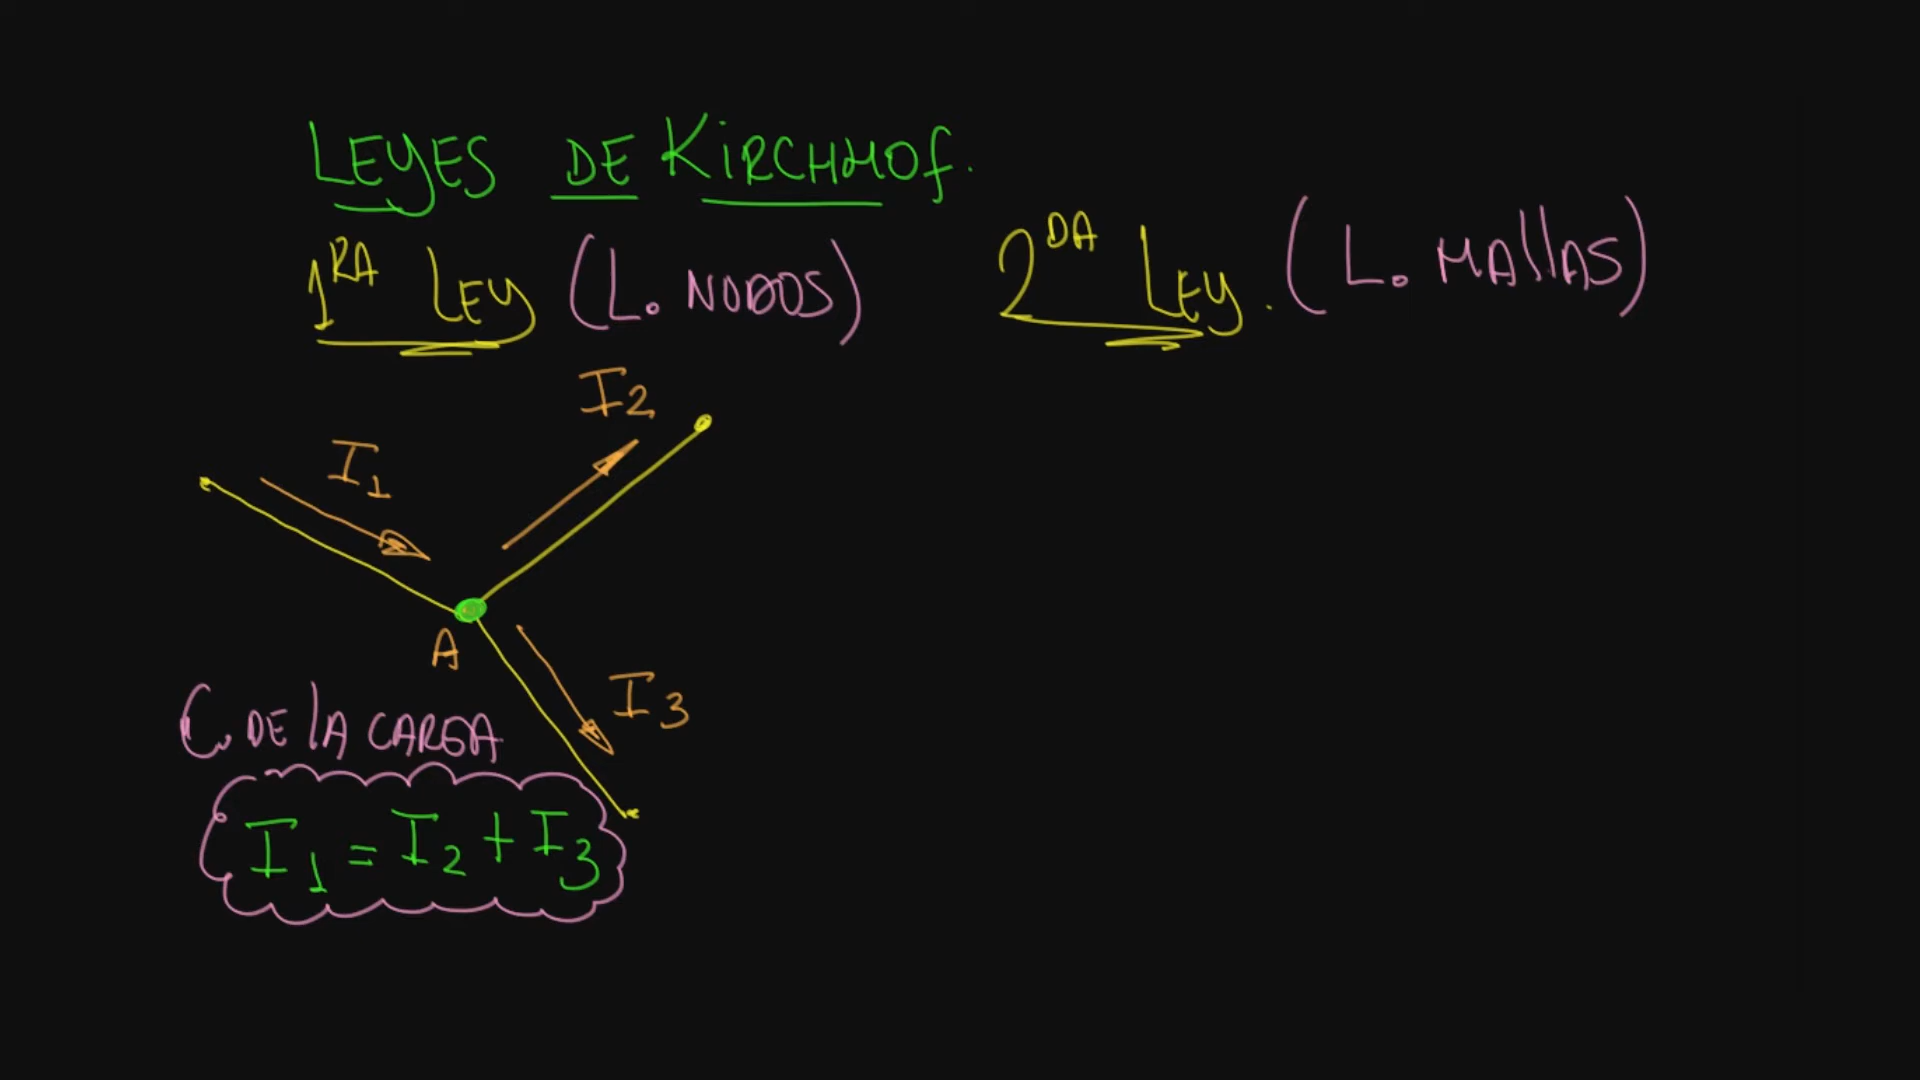 LEYES DE KIRCHHOF.
1RA LEY (L. NODOS)
2DA LEY. (L. MALLAS)
I2
I1
A
I3
C. DE LA CARGA
I1 = I2 + I3